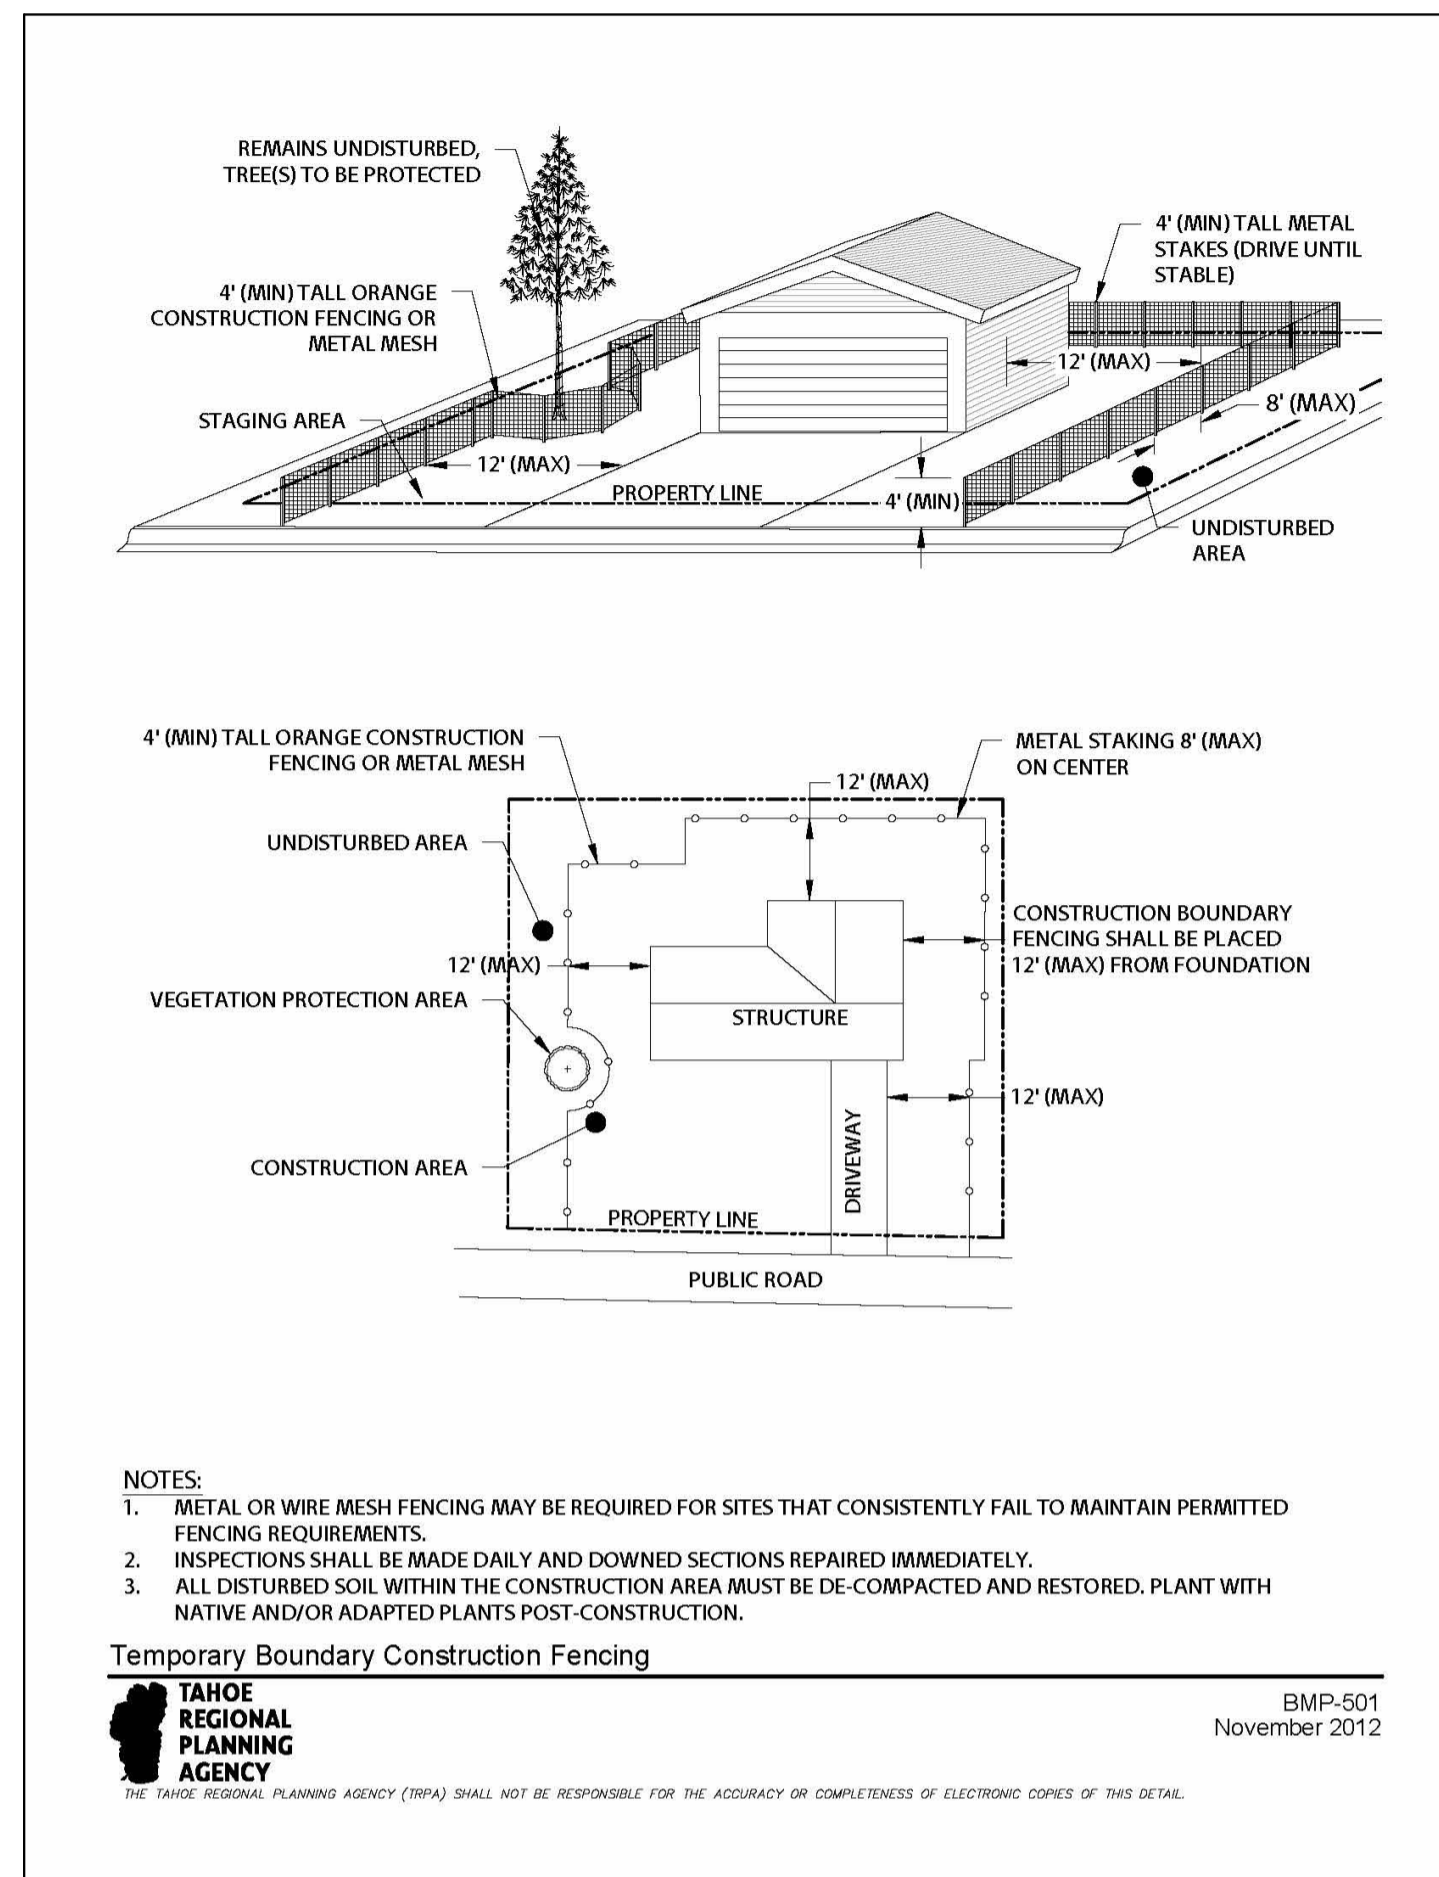 REMAINS UNDISTURBED,
TREE(S) TO BE PROTECTED
4' (MIN) TALL METAL
STAKES (DRIVE UNTIL
STABLE)
4' (MIN) TALL ORANGE
CONSTRUCTION FENCING OR
METAL MESH
12' (MAX)
8' (MAX)
STAGING AREA
12' (MAX)
PROPERTY LINE
4' (MIN)
UNDISTURBED
AREA
4' (MIN) TALL ORANGE CONSTRUCTION
FENCING OR METAL MESH
METAL STAKING 8' (MAX)
ON CENTER
12' (MAX)
UNDISTURBED AREA
CONSTRUCTION BOUNDARY
FENCING SHALL BE PLACED
12' (MAX) FROM FOUNDATION
12' (MAX)
VEGETATION PROTECTION AREA
STRUCTURE
12' (MAX)
DRIVEWAY
CONSTRUCTION AREA
PROPERTY LINE
PUBLIC ROAD
NOTES:
1. METAL OR WIRE MESH FENCING MAY BE REQUIRED FOR SITES THAT CONSISTENTLY FAIL TO MAINTAIN PERMITTED
FENCING REQUIREMENTS.
2. INSPECTIONS SHALL BE MADE DAILY AND DOWNED SECTIONS REPAIRED IMMEDIATELY.
3. ALL DISTURBED SOIL WITHIN THE CONSTRUCTION AREA MUST BE DE-COMPACTED AND RESTORED. PLANT WITH
NATIVE AND/OR ADAPTED PLANTS POST-CONSTRUCTION.
Temporary Boundary Construction Fencing
TAHOE
REGIONAL
PLANNING
AGENCY
BMP-501
November 2012
THE TAHOE REGIONAL PLANNING AGENCY (TRPA) SHALL NOT BE RESPONSIBLE FOR THE ACCURACY OR COMPLETENESS OF ELECTRONIC COPIES OF THIS DETAIL.